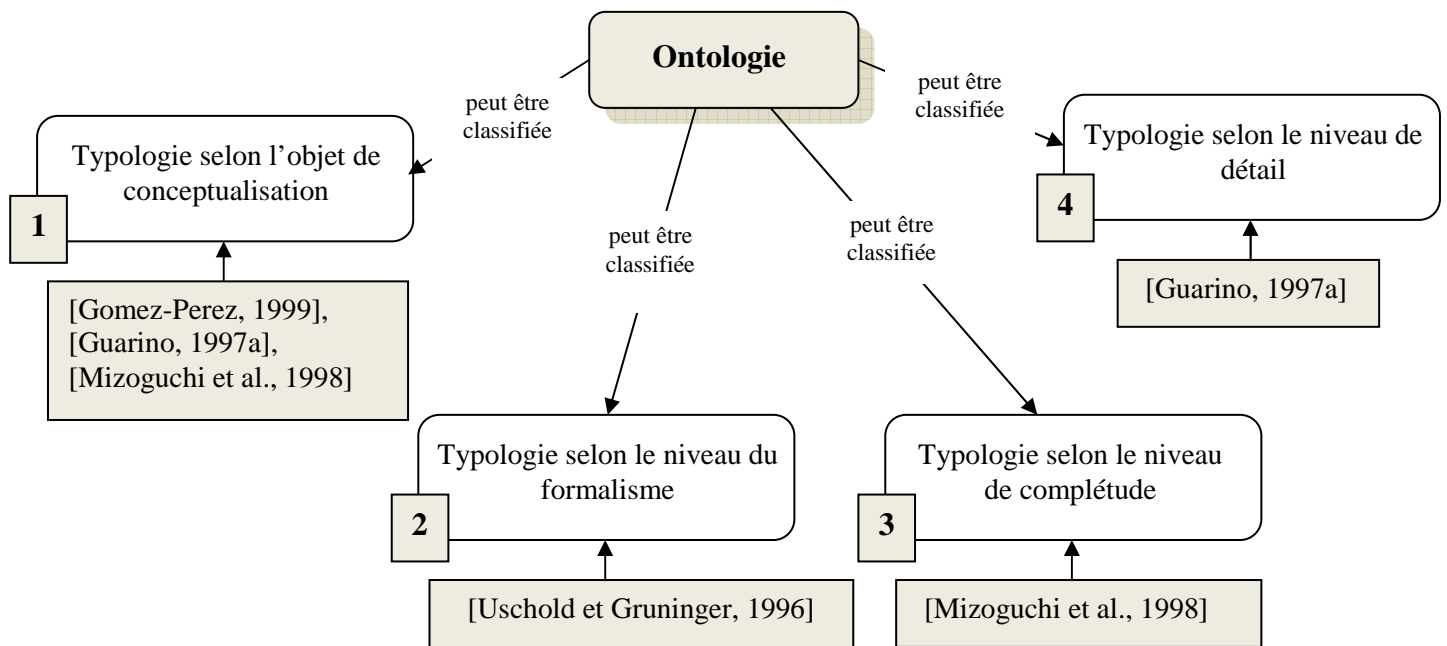 Ontologie
peut être
classifiée
peut être
classifiée
Typologie selon l'objet de
conceptualisation
1
[Gomez-Perez, 1999],
[Guarino, 1997a],
[Mizoguchi et al., 1998]
Typologie selon le niveau de
détail
4
[Guarino, 1997a]
peut être
classifiée
peut être
classifiée
Typologie selon le niveau du
formalisme
2
[Uschold et Gruninger, 1996]
Typologie selon le niveau
de complétude
3
[Mizoguchi et al., 1998]